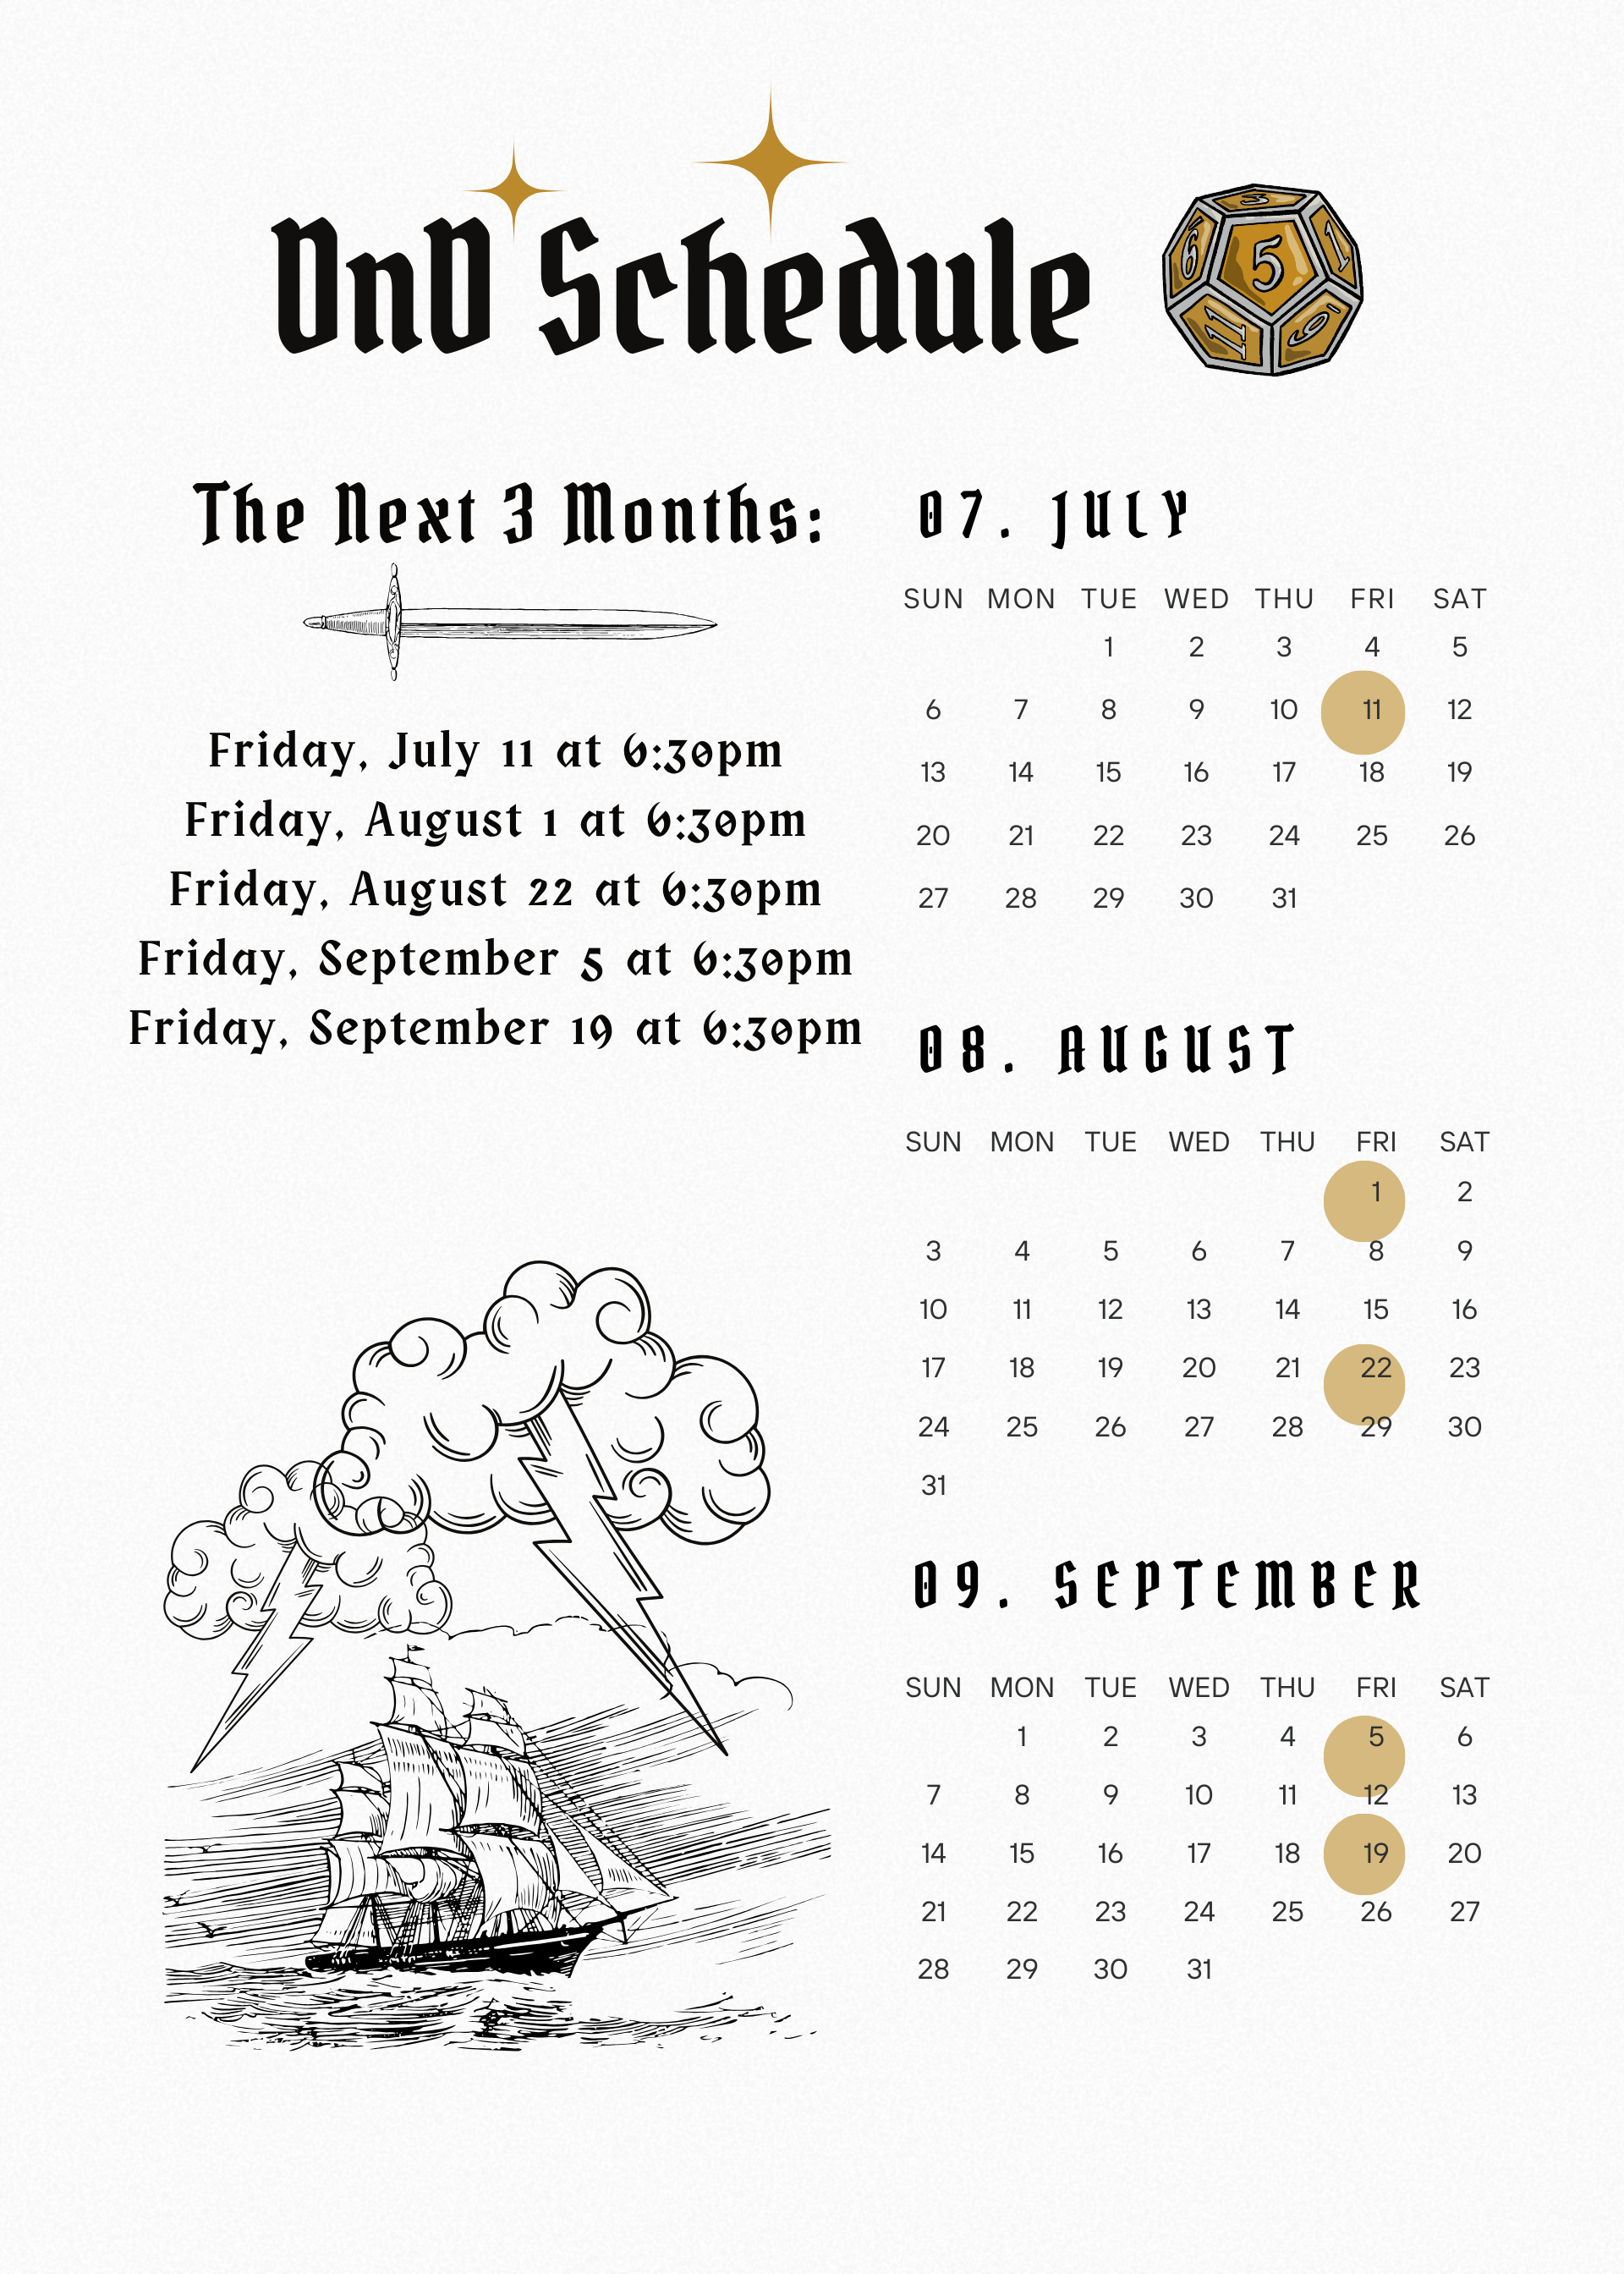 DnD Schedule
3
6
5
1
11
9
The Next 3 Months:
Friday, July 11 at 6:30pm
Friday, August 1 at 6:30pm
Friday, August 22 at 6:30pm
Friday, September 5 at 6:30pm
Friday, September 19 at 6:30pm
07. JULY
SUN MON TUE WED THU FRI SAT
1 2 3 4 5
6 7 8 9 10 11 12
13 14 15 16 17 18 19
20 21 22 23 24 25 26
27 28 29 30 31
08. AUGUST
SUN MON TUE WED THU FRI SAT
1 2
3 4 5 6 7 8 9
10 11 12 13 14 15 16
17 18 19 20 21 22 23
24 25 26 27 28 29 30
31
09. SEPTEMBER
SUN MON TUE WED THU FRI SAT
1 2 3 4 5 6
7 8 9 10 11 12 13
14 15 16 17 18 19 20
21 22 23 24 25 26 27
28 29 30 31